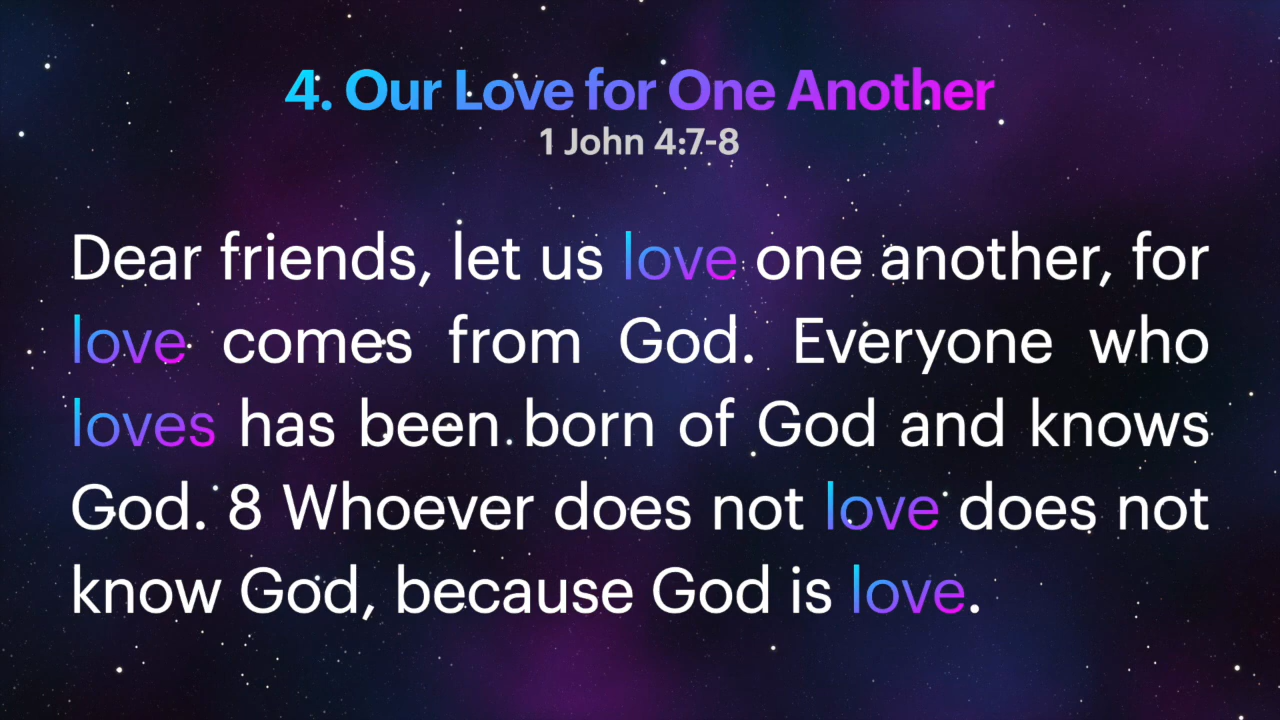 4. Our Love for One Another
1 John 4:7-8
Dear friends, let us love one another, for
love comes from God. Everyone who
loves has been born of God and knows
God. 8 Whoever does not love does not
know God, because God is love.